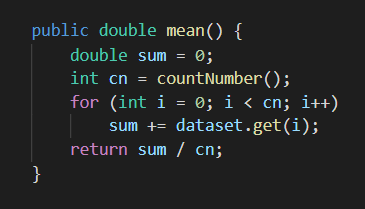 public double mean() {
    double sum = 0;
    int cn = countNumber();
    for (int i = 0; i < cn; i++)
        sum += dataset.get(i);
    return sum / cn;
}